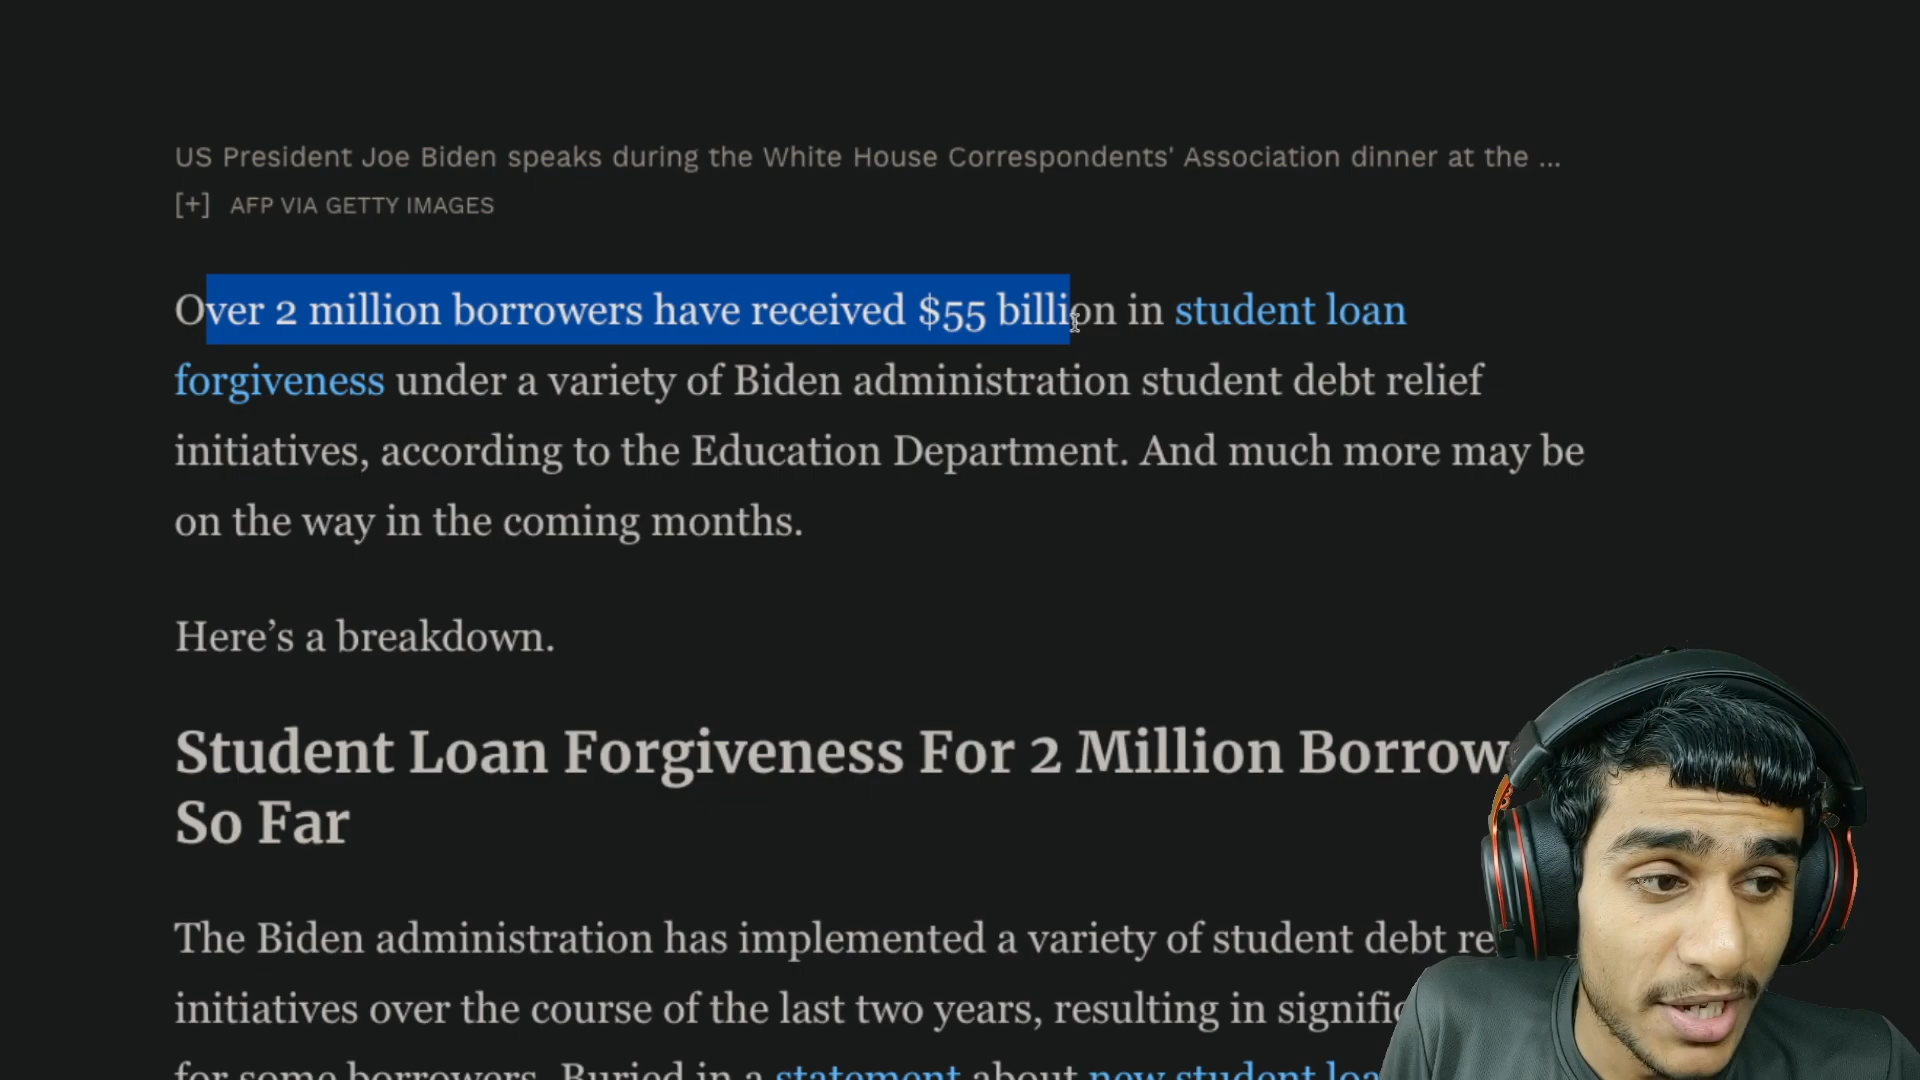 US President Joe Biden speaks during the White House Correspondents' Association dinner at the ...
[+] AFP VIA GETTY IMAGES
Over 2 million borrowers have received $55 billion in student loan
forgiveness under a variety of Biden administration student debt relief
initiatives, according to the Education Department. And much more may be
on the way in the coming months.
Here’s a breakdown.
Student Loan Forgiveness For 2 Million Borrow
So Far
The Biden administration has implemented a variety of student debt re
initiatives over the course of the last two years, resulting in signific
for some borrowers. Buried in a statement about new student loa